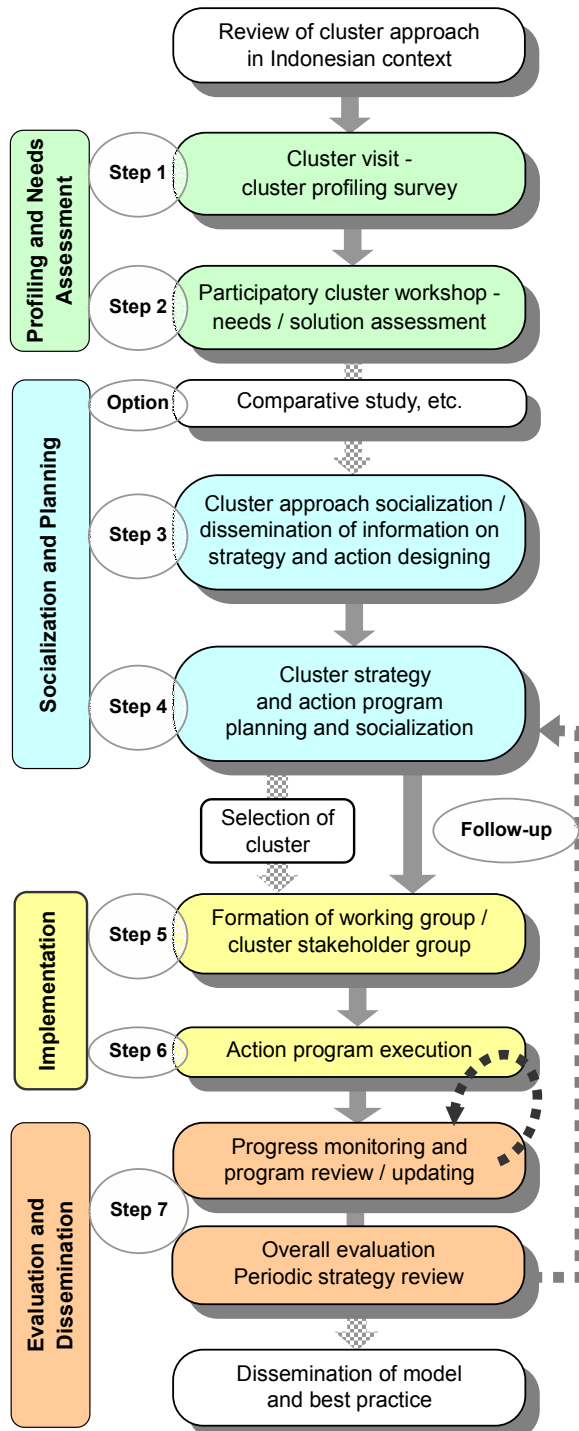 Review of cluster approach
in Indonesian context
Profiling and Needs
Assessment
Step 1
Cluster visit -
cluster profiling survey
Step 2
Participatory cluster workshop -
needs / solution assessment
Socialization and Planning
Option
Comparative study, etc.
Step 3
Cluster approach socialization /
dissemination of information on
strategy and action designing
Step 4
Cluster strategy
and action program
planning and socialization
Selection of
cluster
Follow-up
Implementation
Step 5
Formation of working group /
cluster stakeholder group
Step 6
Action program execution
Evaluation and
Dissemination
Step 7
Progress monitoring and
program review / updating
Overall evaluation
Periodic strategy review
Dissemination of model
and best practice